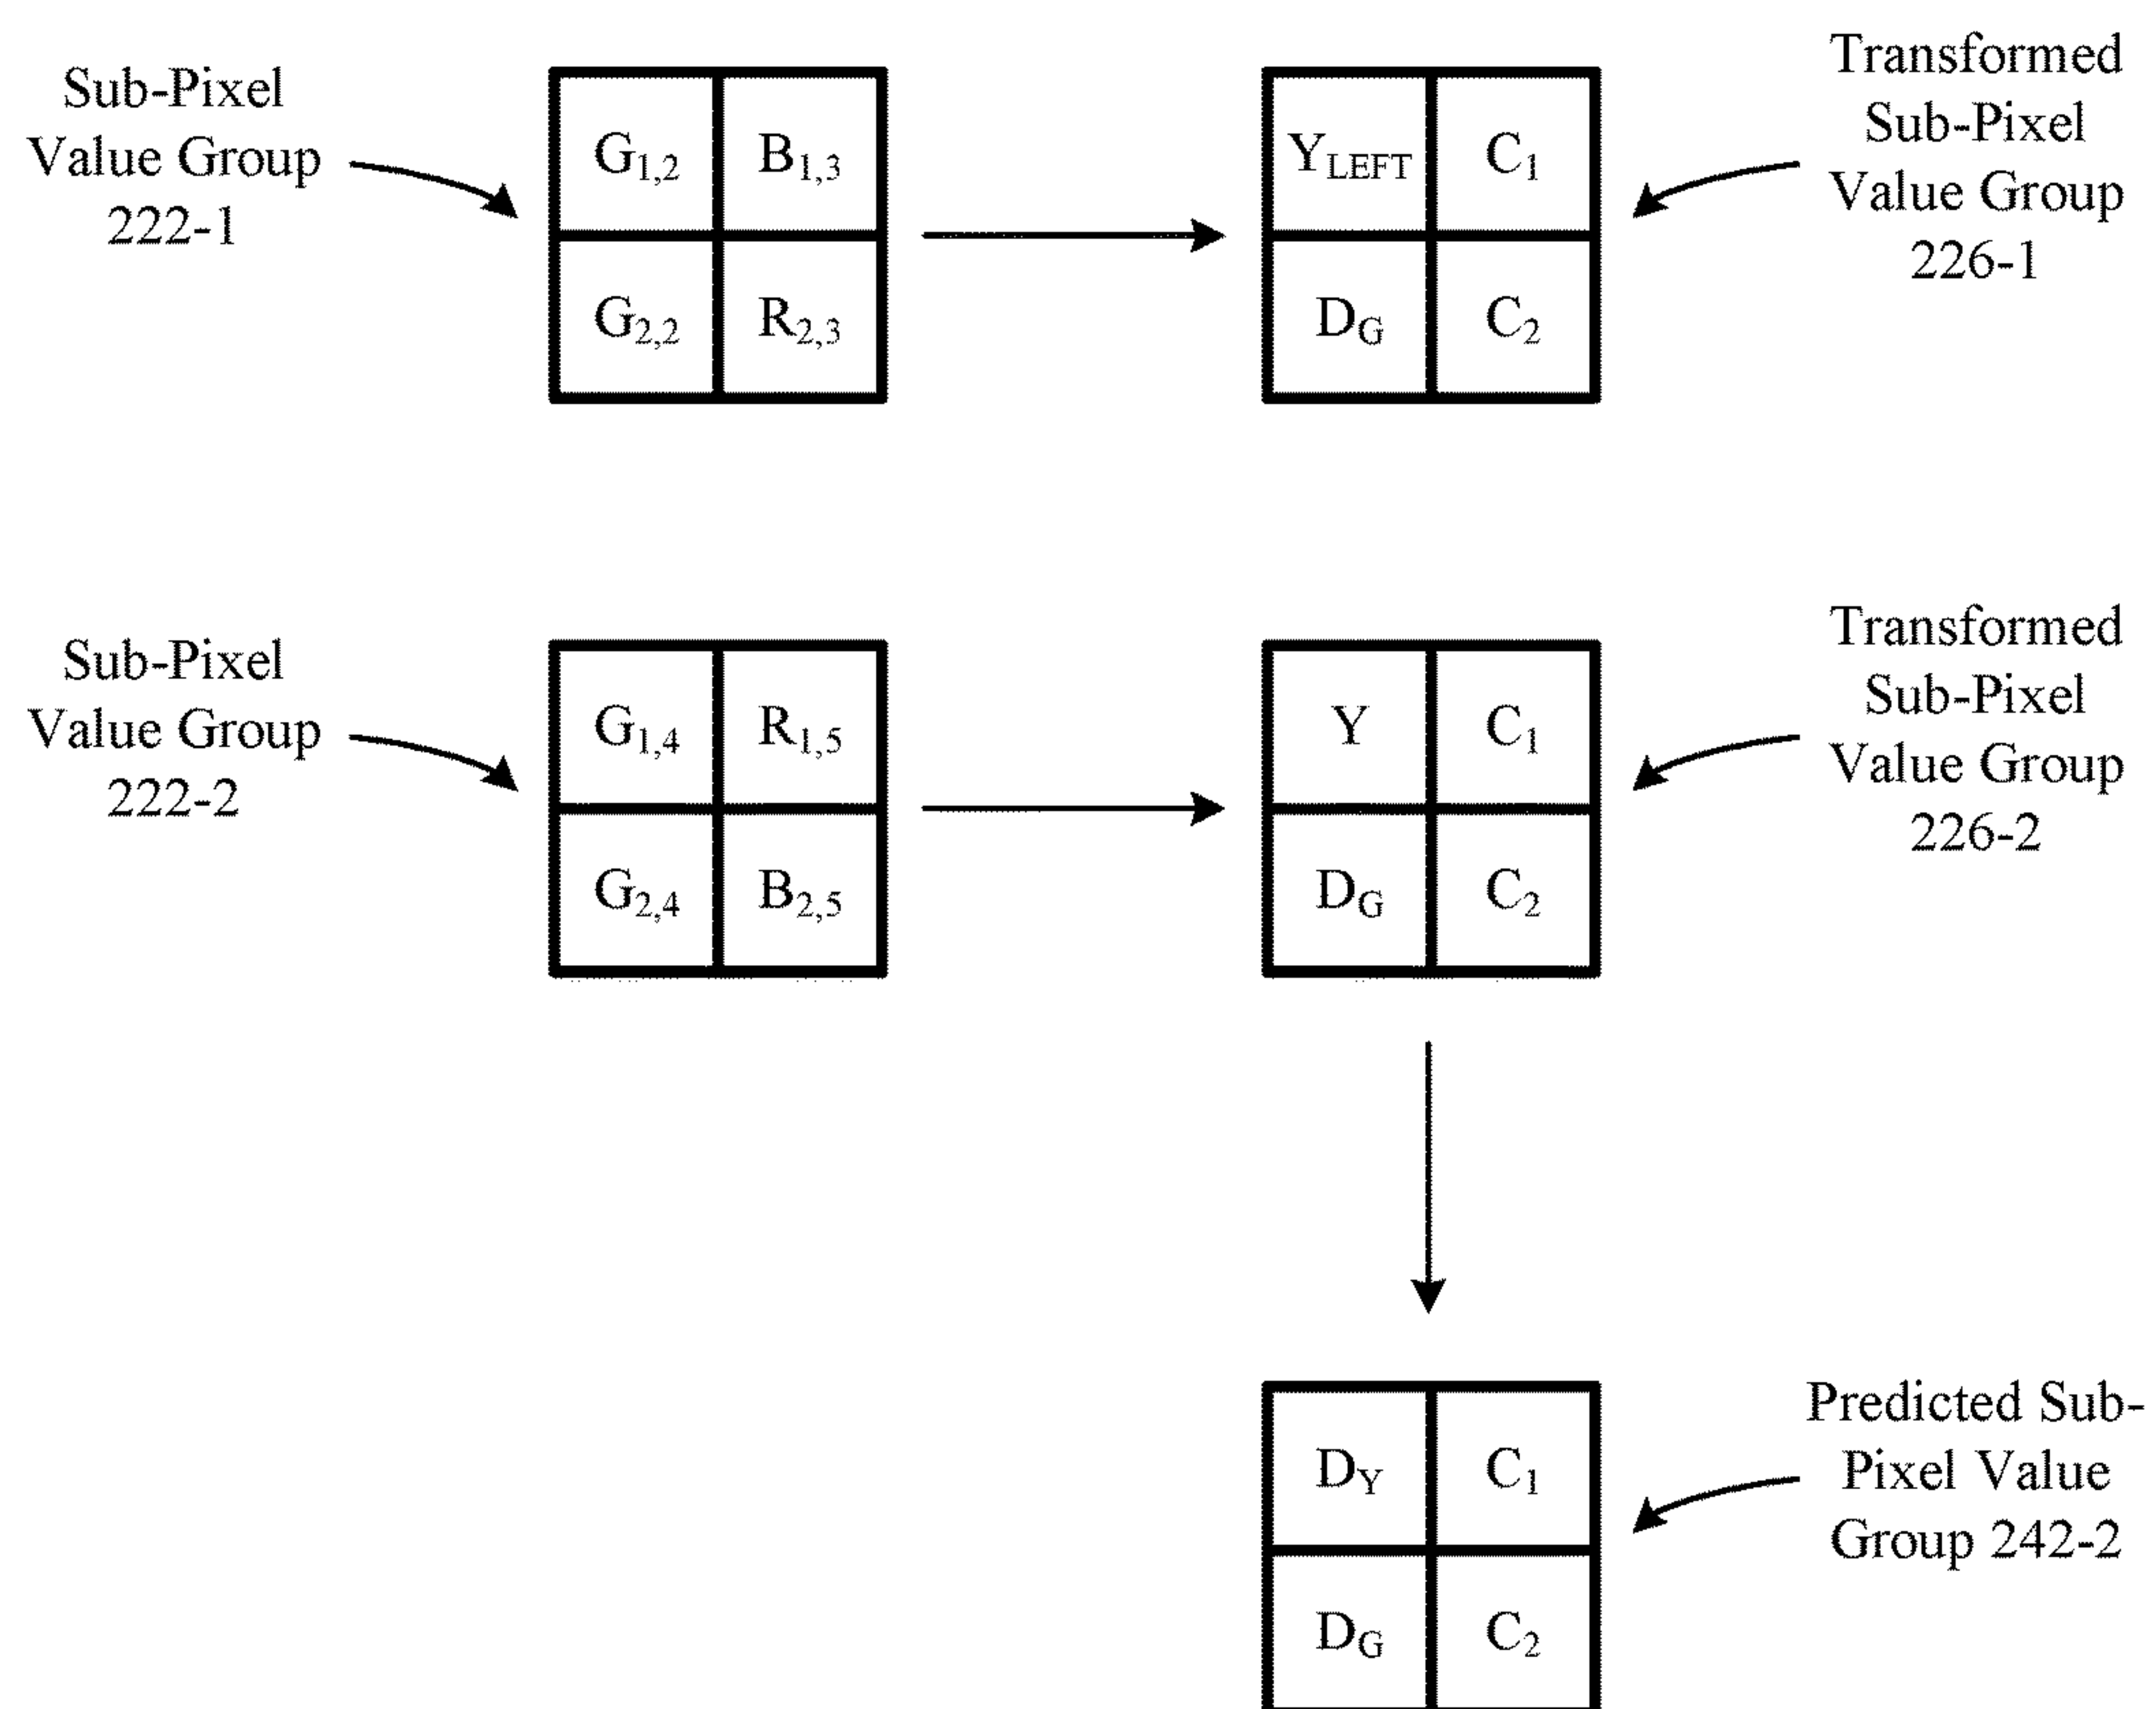 Sub-Pixel
Value Group
222-1
G1,2 B1,3
G2,2 R2,3
YLEFT C1
DG C2
Transformed
Sub-Pixel
Value Group
226-1
Sub-Pixel
Value Group
222-2
G1,4 R1,5
G2,4 B2,5
Y C1
DG C2
Transformed
Sub-Pixel
Value Group
226-2
DY C1
DG C2
Predicted Sub-
Pixel Value
Group 242-2